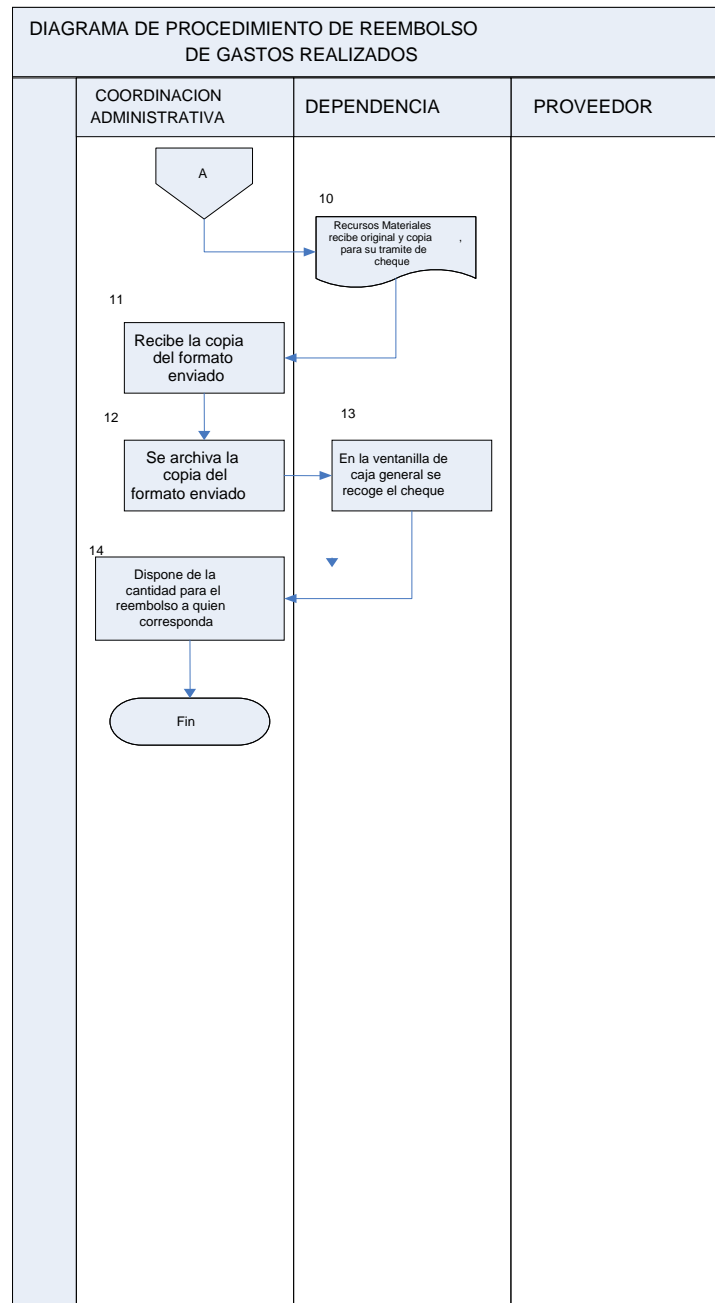 DIAGRAMA DE PROCEDIMIENTO DE REEMBOLSO
DE GASTOS REALIZADOS
COORDINACION
ADMINISTRATIVA
DEPENDENCIA
PROVEEDOR
A
10
Recursos Materiales
recibe original y copia ,
para su tramite de
cheque
11
Recibe la copia
del formato
enviado
12
Se archiva la
copia del
formato enviado
13
En la ventanilla de
caja general se
recoge el cheque
14
Dispone de la
cantidad para el
reembolso a quien
corresponda
Fin